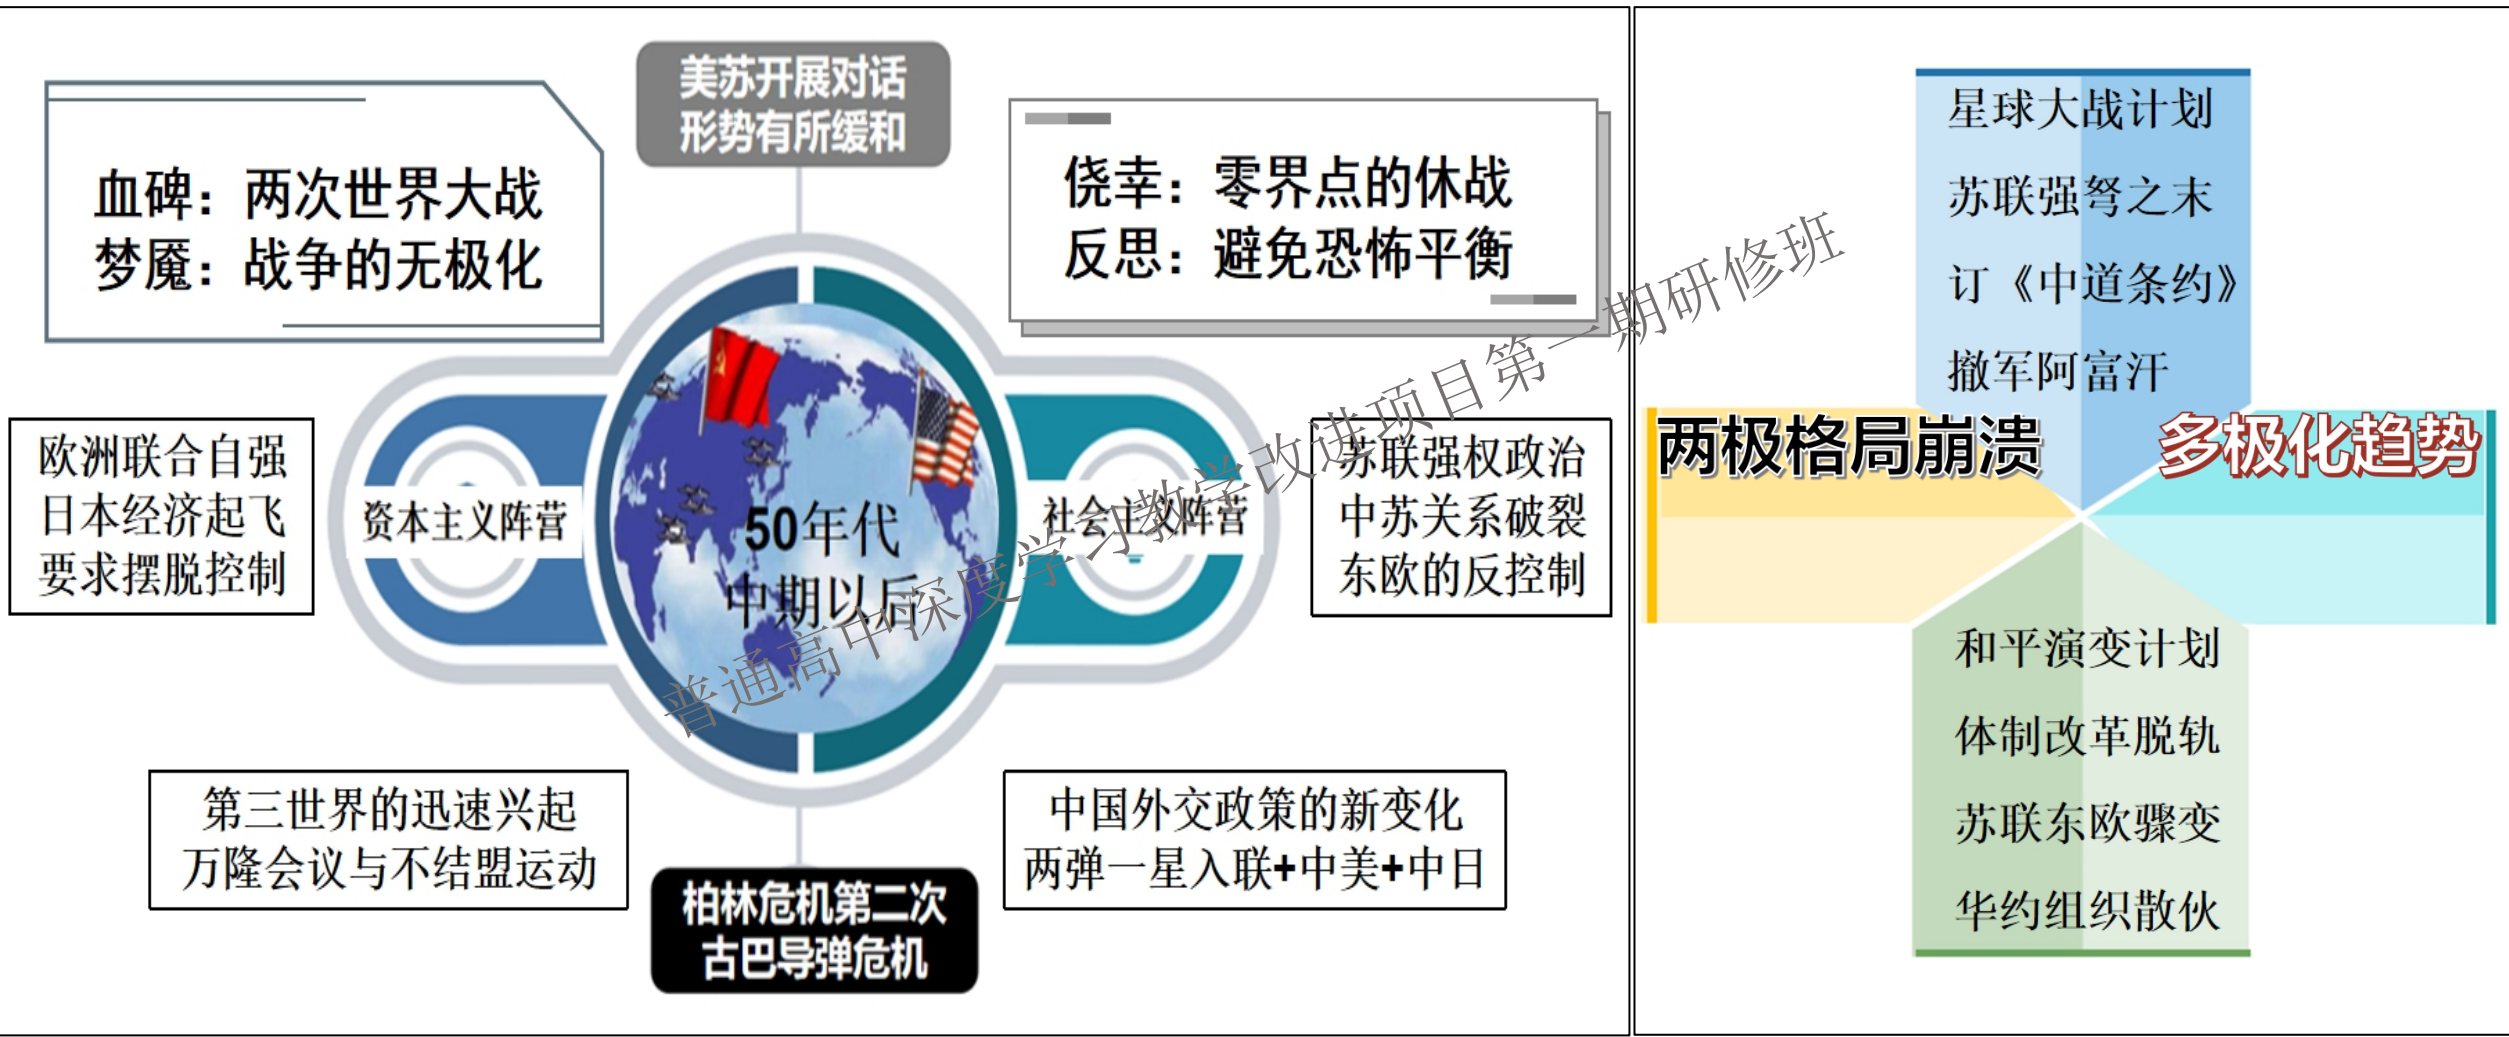 美苏开展对话
形势有所缓和
血碑：两次世界大战
梦魇：战争的无极化
侥幸：零界点的休战
反思：避免恐怖平衡
欧洲联合自强
日本经济起飞
要求摆脱控制
资本主义阵营
50年代
中期以后
社会主义阵营
苏联强权政治
中苏关系破裂
东欧的反控制
第三世界的迅速兴起
万隆会议与不结盟运动
中国外交政策的新变化
两弹一星入联+中美+中日
柏林危机第二次
古巴导弹危机
普通高中深度学习教学改进项目第一期研修班
星球大战计划
苏联强弩之末
订《中道条约》
撤军阿富汗
两极格局崩溃
多极化趋势
和平演变计划
体制改革脱轨
苏联东欧骤变
华约组织散伙